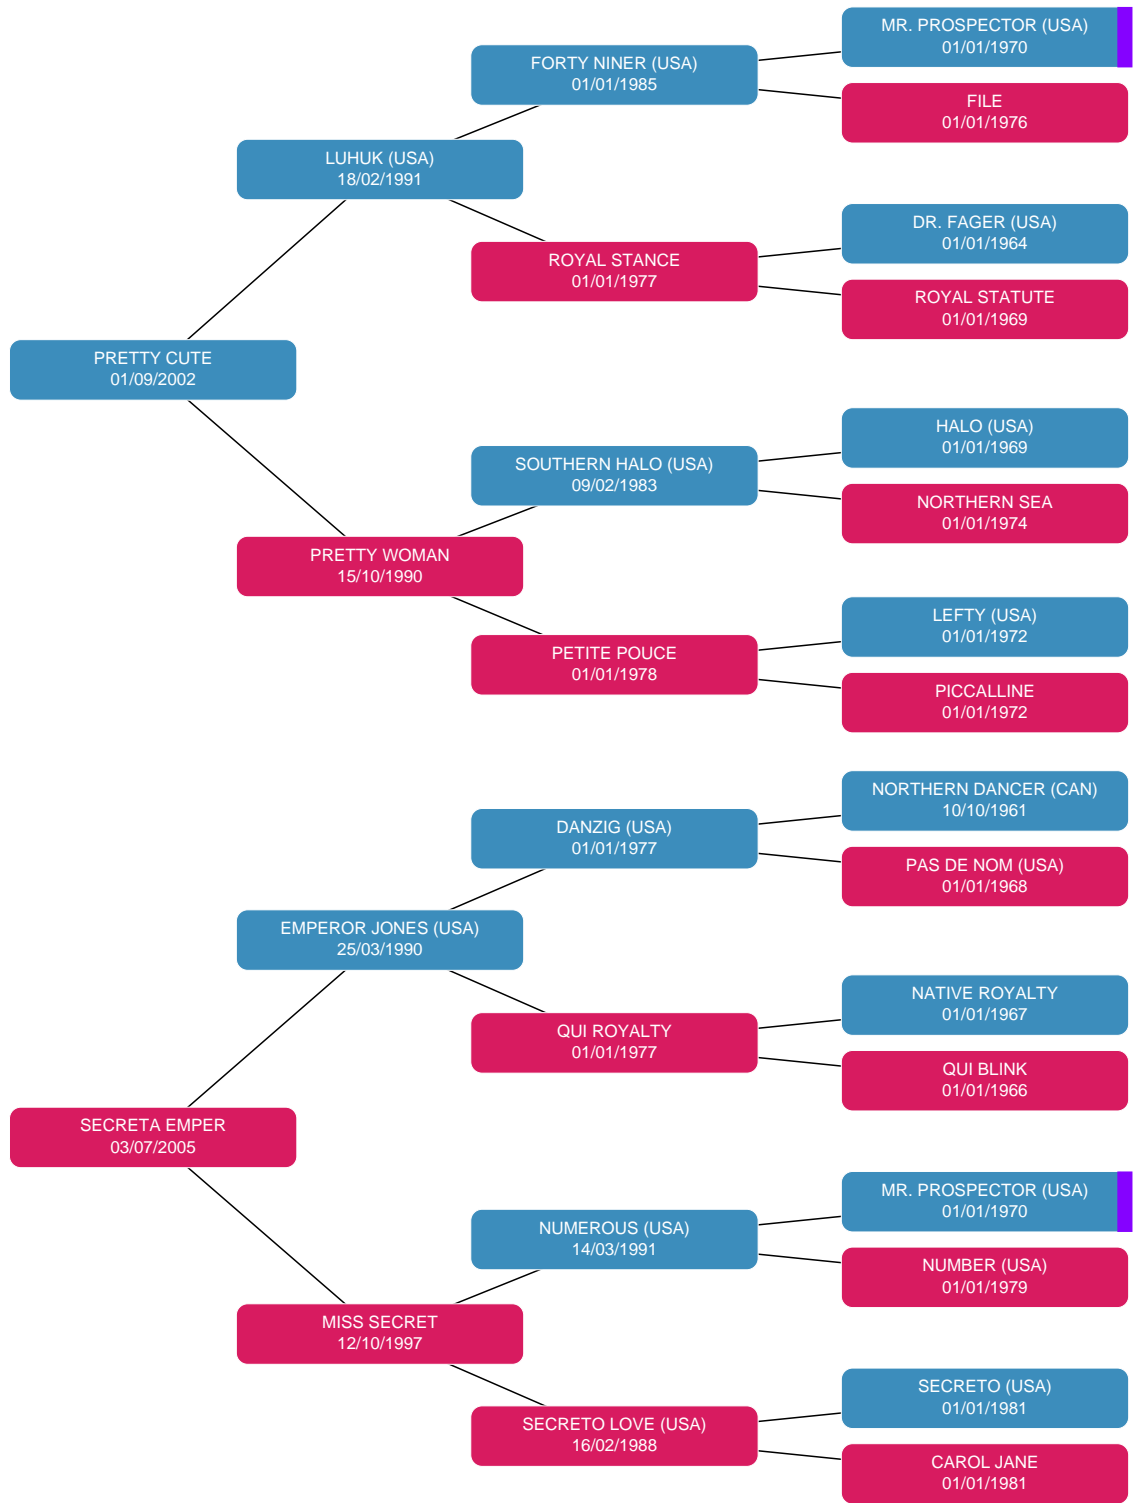 MR. PROSPECTOR (USA)
01/01/1970
FORTY NINER (USA)
01/01/1985
FILE
01/01/1976
LUHUK (USA)
18/02/1991
DR. FAGER (USA)
01/01/1964
ROYAL STANCE
01/01/1977
ROYAL STATUTE
01/01/1969
PRETTY CUTE
01/09/2002
HALO (USA)
01/01/1969
SOUTHERN HALO (USA)
09/02/1983
NORTHERN SEA
01/01/1974
PRETTY WOMAN
15/10/1990
LEFTY (USA)
01/01/1972
PETITE POUCE
01/01/1978
PICCALLINE
01/01/1972
NORTHERN DANCER (CAN)
10/10/1961
DANZIG (USA)
01/01/1977
PAS DE NOM (USA)
01/01/1968
EMPEROR JONES (USA)
25/03/1990
NATIVE ROYALTY
01/01/1967
QUI ROYALTY
01/01/1977
QUI BLINK
01/01/1966
SECRETA EMPER
03/07/2005
MR. PROSPECTOR (USA)
01/01/1970
NUMEROUS (USA)
14/03/1991
NUMBER (USA)
01/01/1979
MISS SECRET
12/10/1997
SECRETO (USA)
01/01/1981
SECRETO LOVE (USA)
16/02/1988
CAROL JANE
01/01/1981